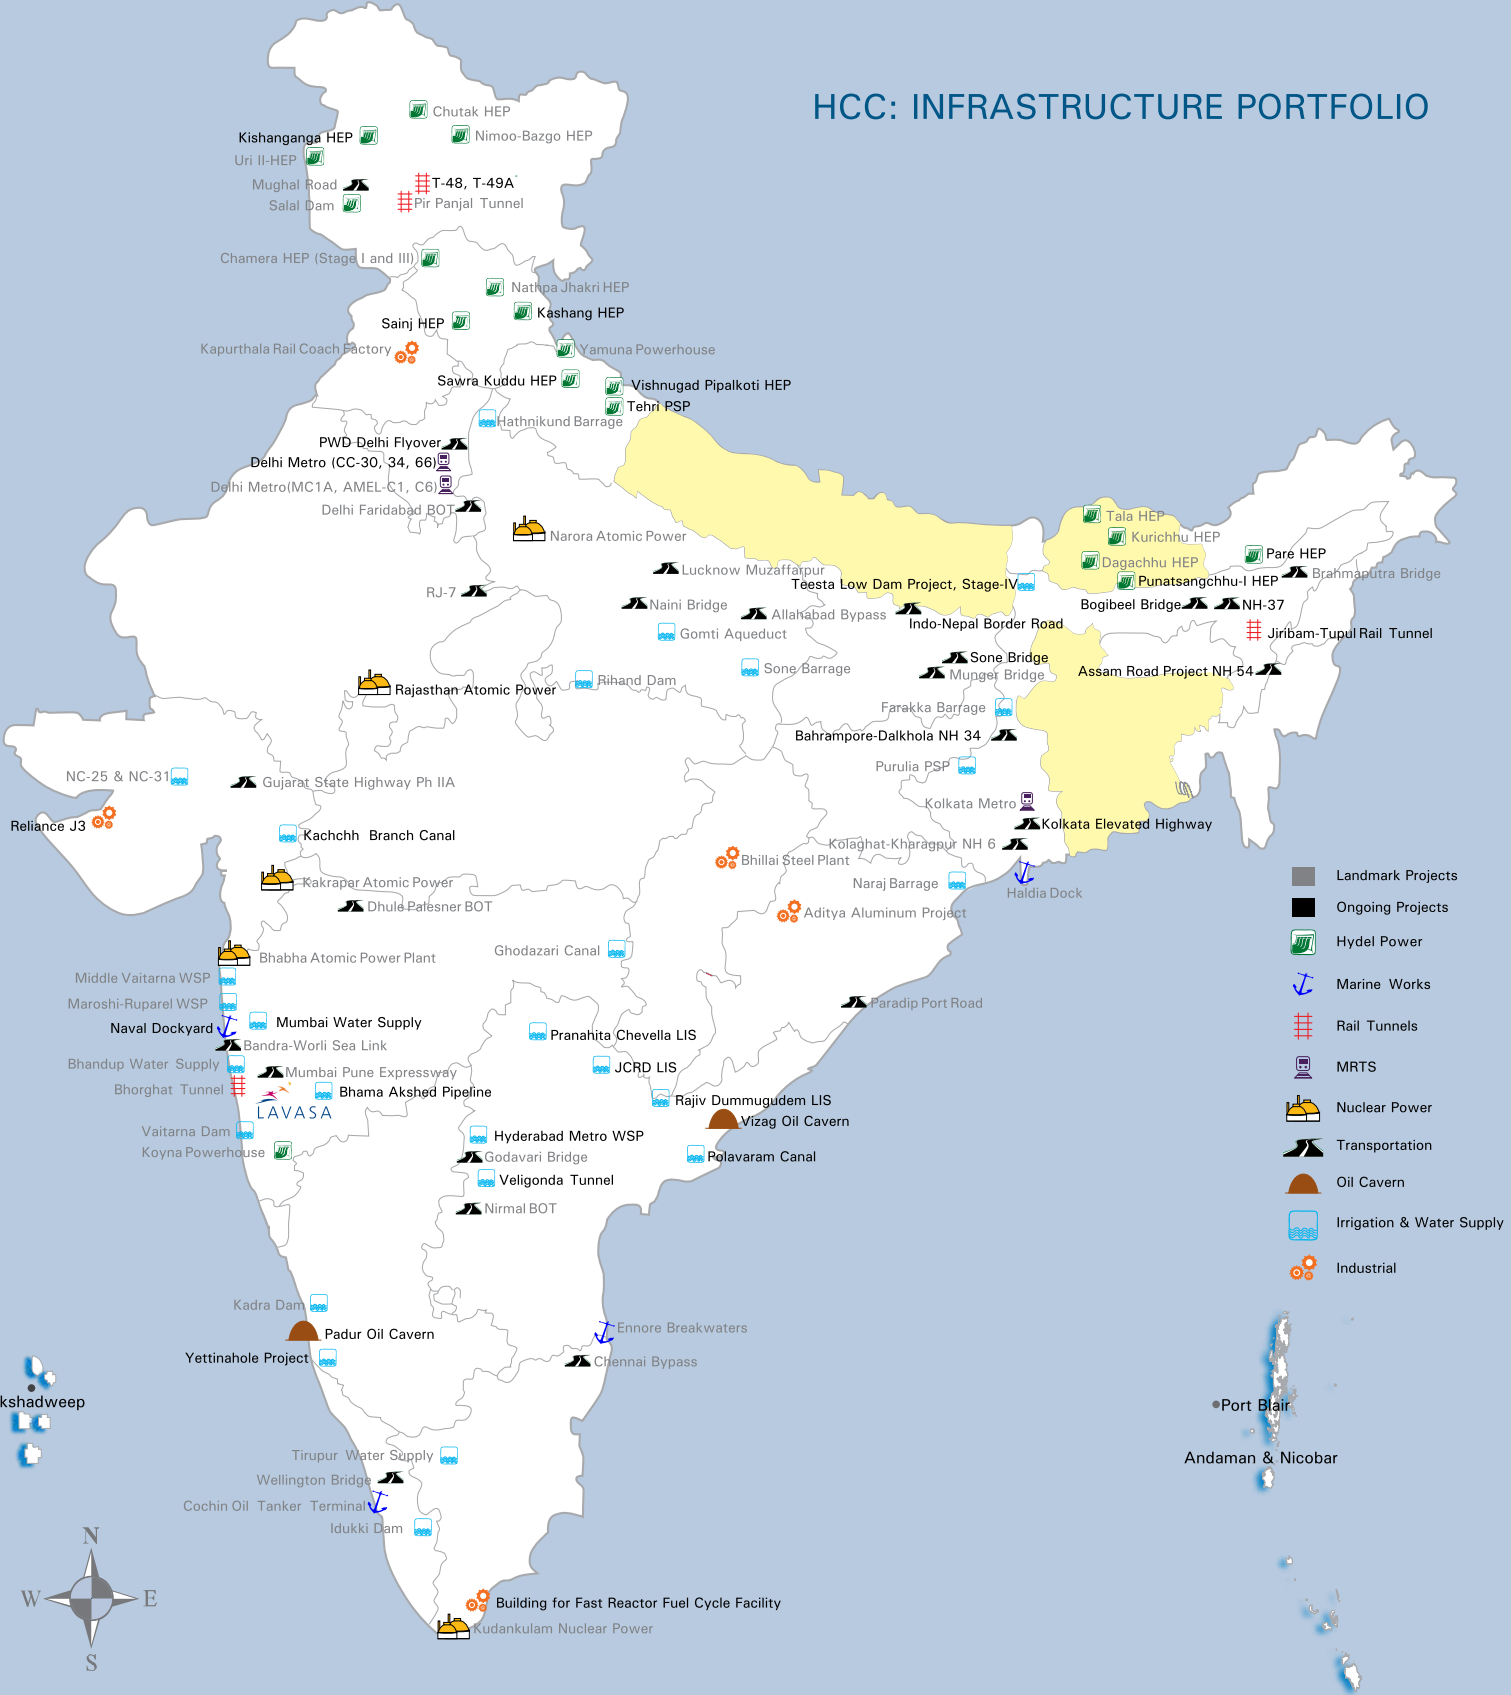 HCC: INFRASTRUCTURE PORTFOLIO
Chutak HEP
Kishanganga HEP
Nimoo-Bazgo HEP
Uri II-HEP
Mughal Road
T-48, T-49A
Salal Dam
Pir Panjal Tunnel
Chamera HEP (Stage I and III)
Nathpa Jhakri HEP
Kashang HEP
Sainj HEP
Kapurthala Rail Coach Factory
Yamuna Powerhouse
Sawra Kuddu HEP
Vishnugad Pipalkoti HEP
Tehri PSP
Hathnikund Barrage
PWD Delhi Flyover
Delhi Metro (CC-30, 34, 66)
Delhi Metro(MC1A, AMEL-C1, C6)
Delhi Faridabad BOT
Narora Atomic Power
Tala HEP
Kurichhu HEP
Dagachhu HEP
Pare HEP
Lucknow Muzaffarpur
Brahmaputra Bridge
Teesta Low Dam Project, Stage-IV
Punatsangchhu-I HEP
RJ-7
Naini Bridge
Allahabad Bypass
Bogibeel Bridge
NH-37
Indo-Nepal Border Road
Gomti Aqueduct
Jiribam-Tupul Rail Tunnel
Sone Bridge
Sone Barrage
Munger Bridge
Assam Road Project NH 54
Rihand Dam
Rajasthan Atomic Power
Farakka Barrage
Bahrampore-Dalkhola NH 34
Purulia PSP
NC-25 & NC-31
Gujarat State Highway Ph IIA
Kolkata Metro
Reliance J3
Kolkata Elevated Highway
Kachchh Branch Canal
Kolaghat-Kharagpur NH 6
Bhillai Steel Plant
Kakrapar Atomic Power
Naraj Barrage
Haldia Dock
Dhule Palesner BOT
Aditya Aluminum Project
Ghodazari Canal
Bhabha Atomic Power Plant
Middle Vaitarna WSP
Maroshi-Ruparel WSP
Paradip Port Road
Mumbai Water Supply
Naval Dockyard
Pranahita Chevella LIS
Bandra-Worli Sea Link
Bhandup Water Supply
JCRD LIS
Mumbai Pune Expressway
Bhorghat Tunnel
Bhama Akshed Pipeline
Rajiv Dummugudem LIS
LAVASA
Vizag Oil Cavern
Vaitarna Dam
Hyderabad Metro WSP
Koyna Powerhouse
Godavari Bridge
Polavaram Canal
Veligonda Tunnel
Nirmal BOT
Kadra Dam
Padur Oil Cavern
Ennore Breakwaters
Yettinahole Project
Chennai Bypass
kshadweep
Port Blair
Andaman & Nicobar
Tirupur Water Supply
Wellington Bridge
Cochin Oil Tanker Terminal
Idukki Dam
Building for Fast Reactor Fuel Cycle Facility
Kudankulam Nuclear Power
Landmark Projects
Ongoing Projects
Hydel Power
Marine Works
Rail Tunnels
MRTS
Nuclear Power
Transportation
Oil Cavern
Irrigation & Water Supply
Industrial
N
W
E
S